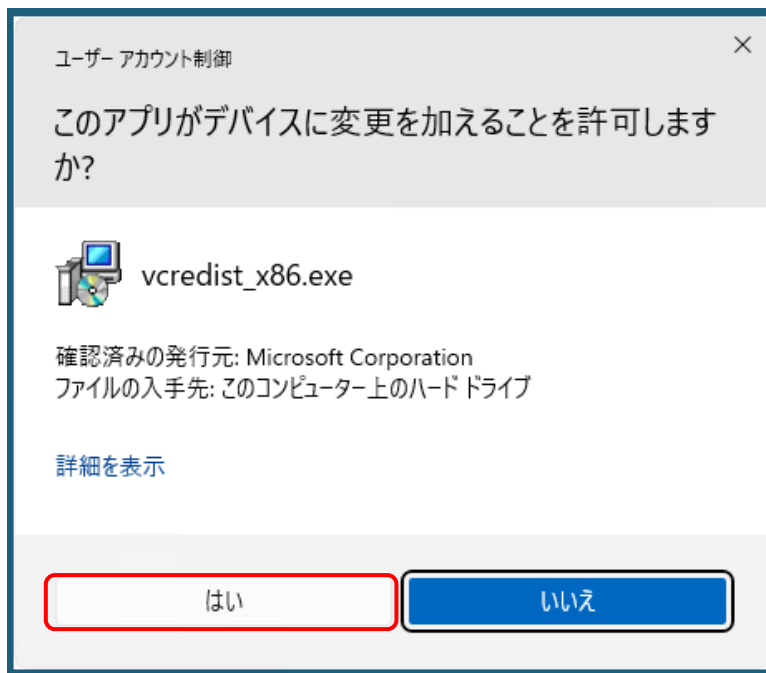 ユーザー アカウント制御
このアプリがデバイスに変更を加えることを許可します
か?
vcredist_x86.exe
確認済みの発行元: Microsoft Corporation
ファイルの入手先: このコンピューター上のハード ドライブ
詳細を表示
はい
いいえ